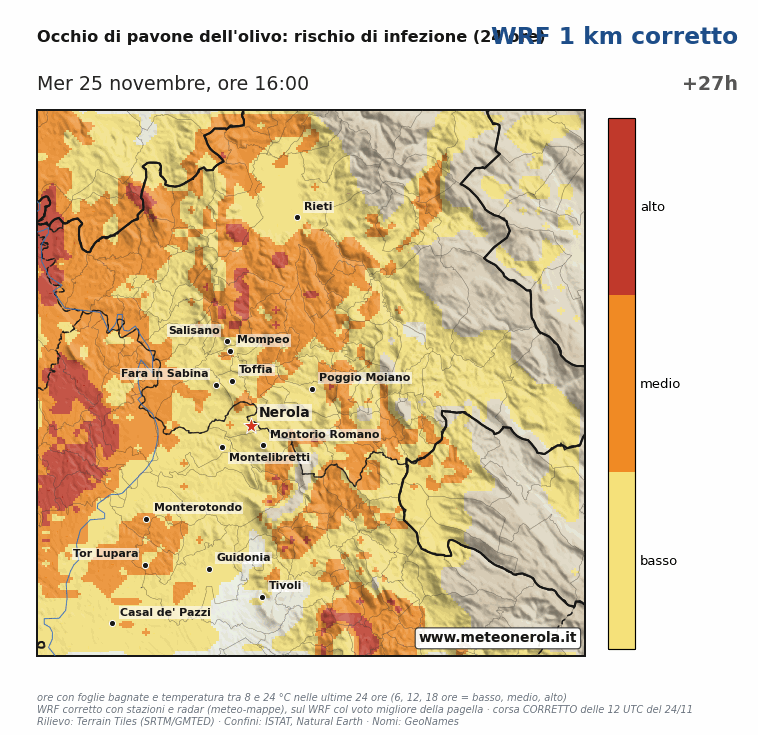 Occhio di pavone dell'olivo: rischio di infezione (24 ore)
WRF 1 km corretto
Mer 25 novembre, ore 16:00
+27h
Rieti
Salisano
Mompeo
Fara in Sabina
Toffia
Poggio Moiano
Nerola
Montorio Romano
Montelibretti
Monterotondo
Tor Lupara
Guidonia
Tivoli
Casal de' Pazzi
www.meteonerola.it
alto
medio
basso
ore con foglie bagnate e temperatura tra 8 e 24 °C nelle ultime 24 ore (6, 12, 18 ore = basso, medio, alto)
WRF corretto con stazioni e radar (meteo-mappe), sul WRF col voto migliore della pagella · corsa CORRETTO delle 12 UTC del 24/11
Rilievo: Terrain Tiles (SRTM/GMTED) · Confini: ISTAT, Natural Earth · Nomi: GeoNames